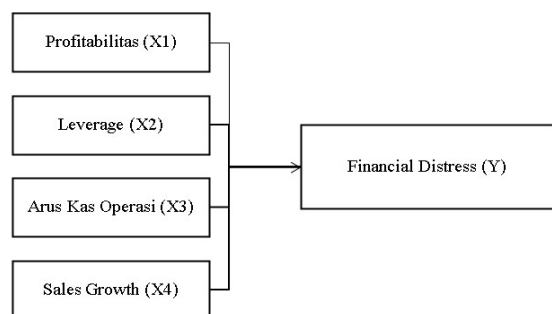 Profitabilitas (X1)
Leverage (X2)
Financial Distress (Y)
Arus Kas Operasi (X3)
Sales Growth (X4)